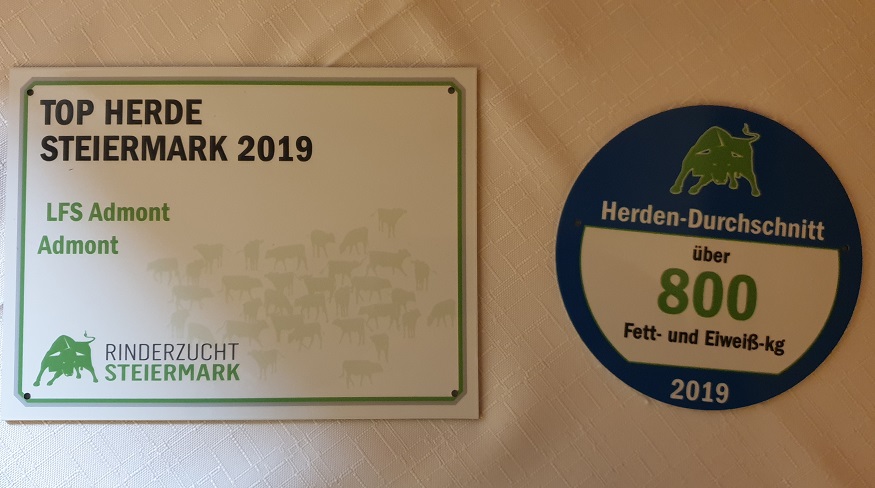 TOP HERDE
STEIERMARK 2019
LFS Admont
Admont
RINDERZUCHT
STEIERMARK
Herden-Durchschnitt
über
800
Fett- und Eiweiß-kg
2019